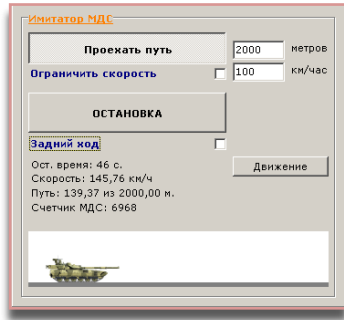 Имитатор МДС
Проехать путь 2000 метров
Ограничить скорость 100 км/час
ОСТАНОВКА
Задний ход
Движение
Ост. время: 46 с.
Скорость: 145,76 км/ч
Путь: 139,37 из 2000,00 м.
Счетчик МДС: 6968